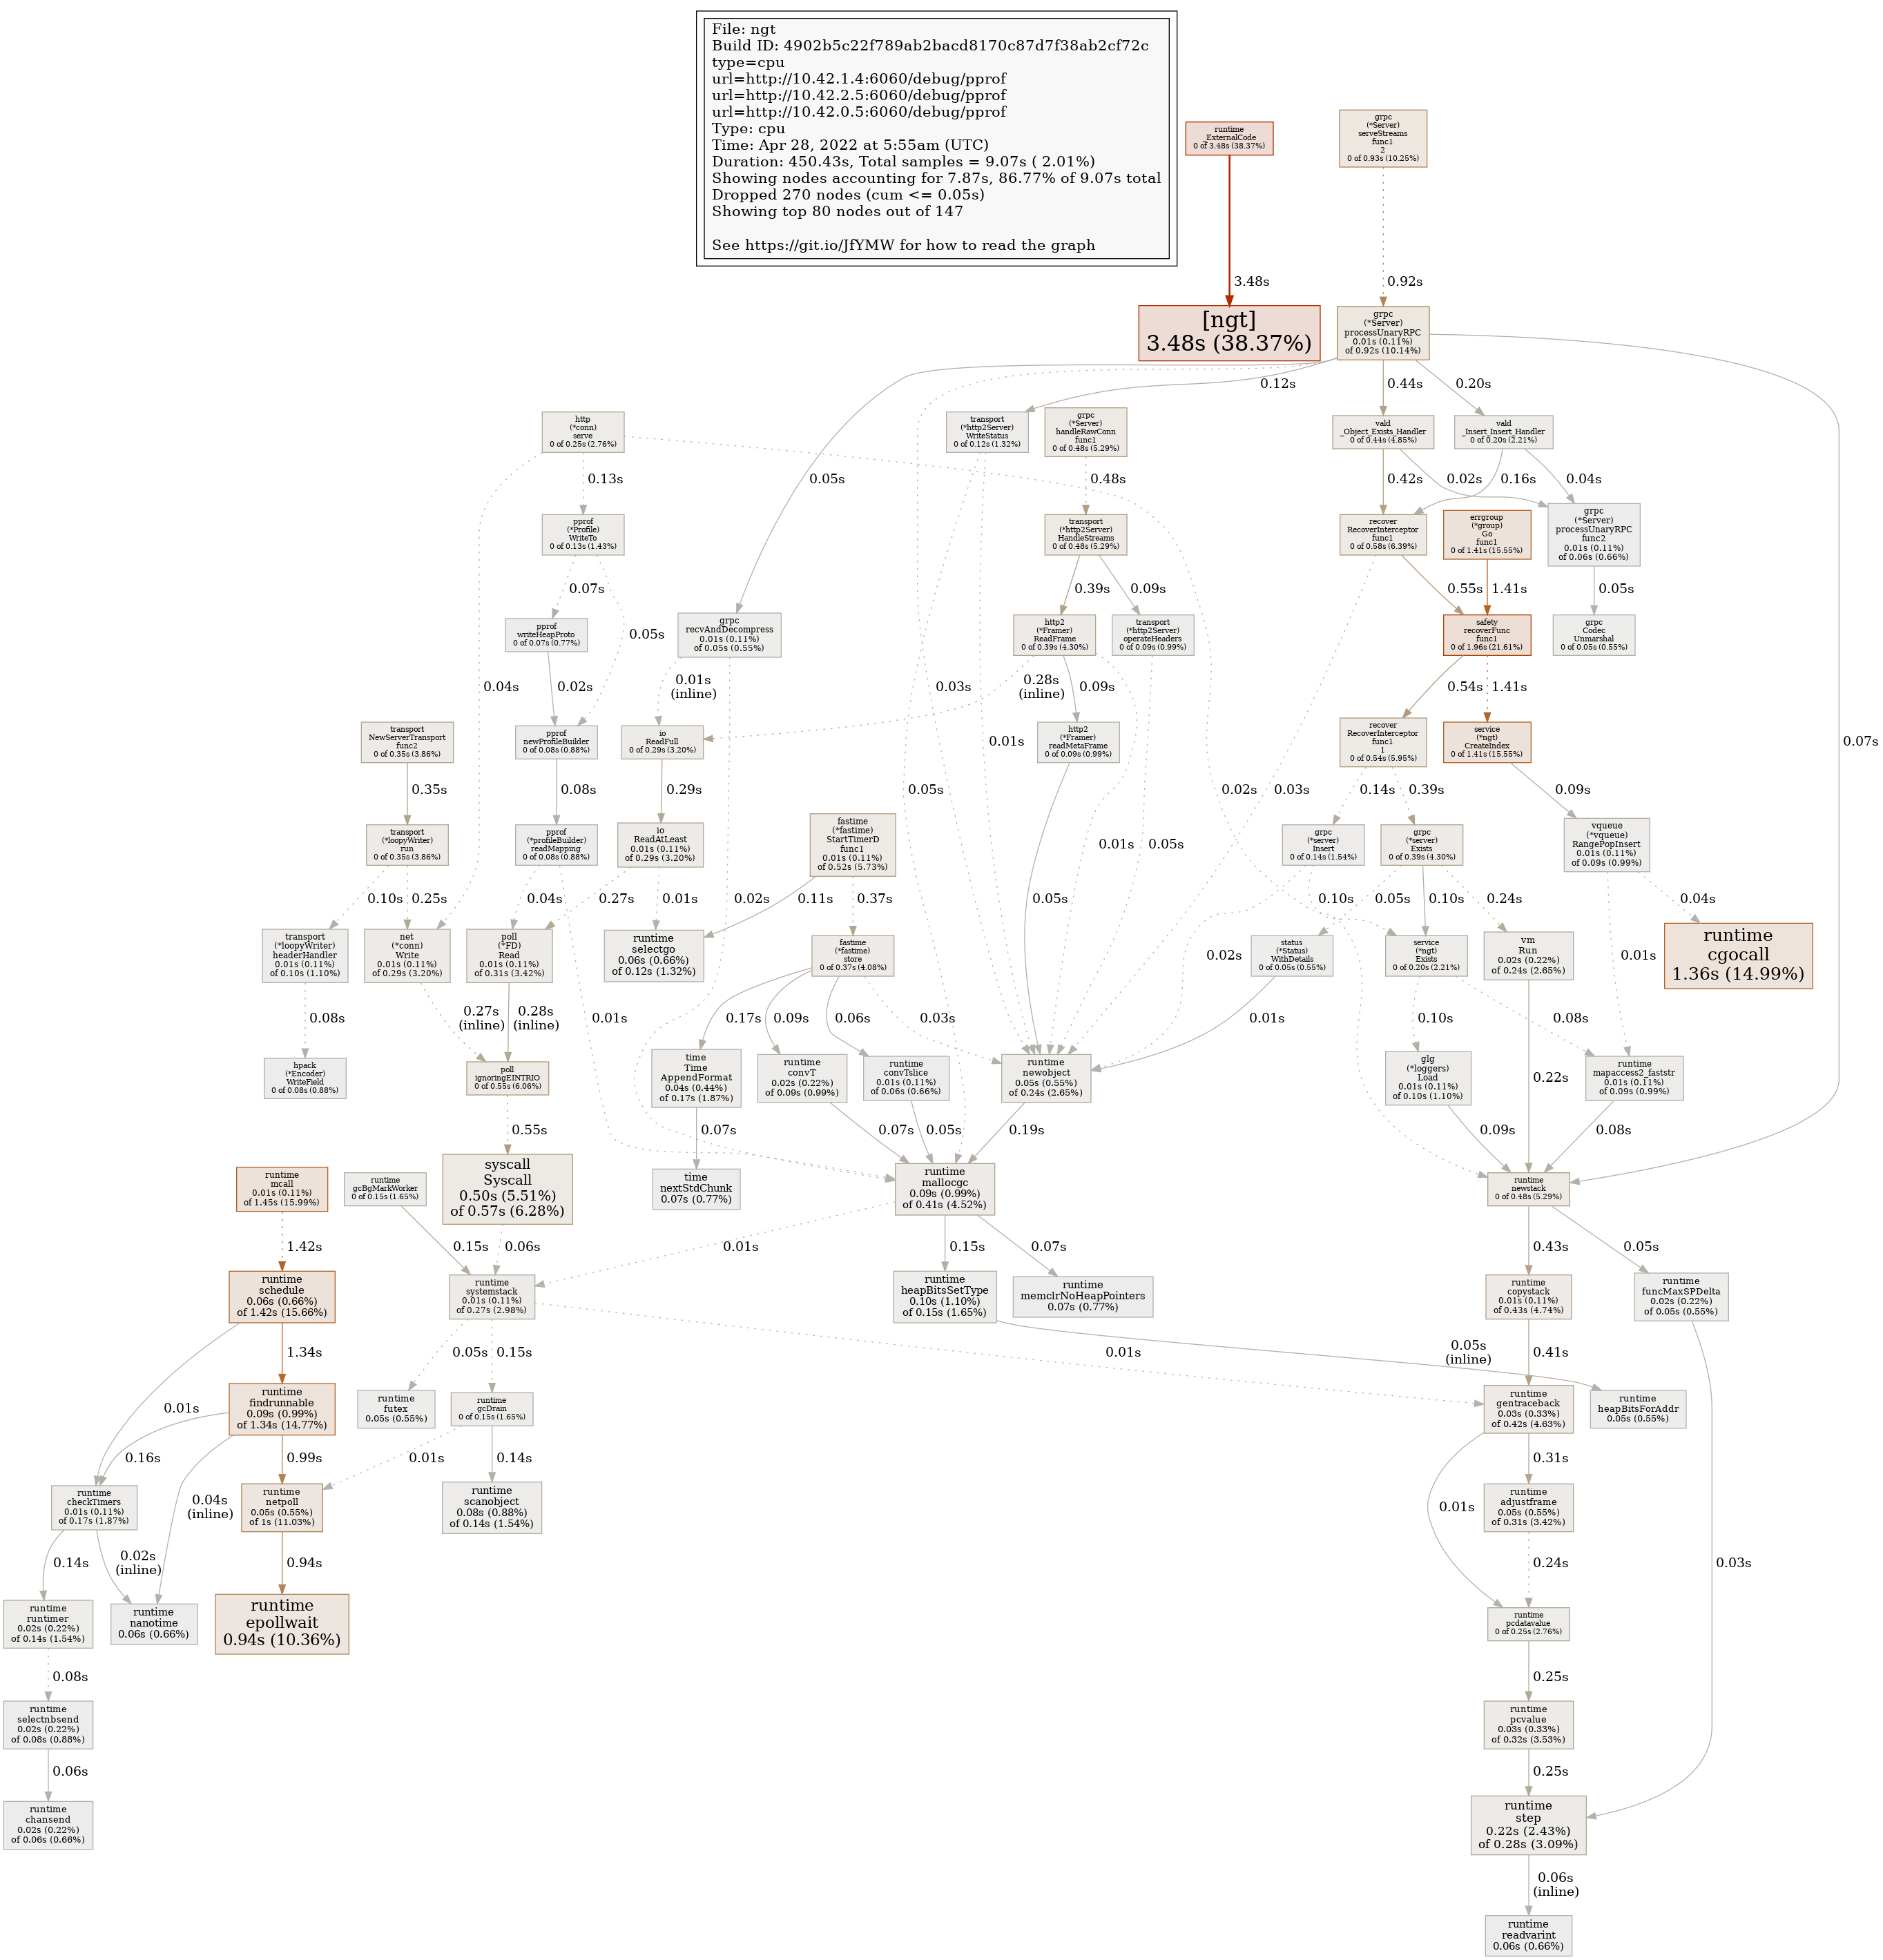 File: ngt
Build ID: 4902b5c22f789ab2bacd8170c87d7f38ab2cf72c
type=cpu
url=http://10.42.1.4:6060/debug/pprof
url=http://10.42.2.5:6060/debug/pprof
url=http://10.42.0.5:6060/debug/pprof
Type: cpu
Time: Apr 28, 2022 at 5:55am (UTC)
Duration: 450.43s, Total samples = 9.07s ( 2.01%)
Showing nodes accounting for 7.87s, 86.77% of 9.07s total
Dropped 270 nodes (cum <= 0.05s)
Showing top 80 nodes out of 147
See https://git.io/JfYMW for how to read the graph
runtime
_ExternalCode
0 of 3.48s (38.37%)
grpc
(*Server)
serveStreams
func1
2
0 of 0.93s (10.25%)
3.48s
0.92s
[ngt]
3.48s (38.37%)
grpc
(*Server)
processUnaryRPC
0.01s (0.11%)
of 0.92s (10.14%)
0.12s
0.44s
0.20s
http
(*conn)
serve
0 of 0.25s (2.76%)
transport
(*http2Server)
WriteStatus
0 of 0.12s (1.32%)
grpc
(*Server)
handleRawConn
func1
0 of 0.48s (5.29%)
vald
_Object_Exists_Handler
0 of 0.44s (4.85%)
vald
_Insert_Insert_Handler
0 of 0.20s (2.21%)
0.13s
0.05s
0.48s
0.42s
0.02s
0.16s
0.04s
pprof
(*Profile)
WriteTo
0 of 0.13s (1.43%)
transport
(*http2Server)
HandleStreams
0 of 0.48s (5.29%)
recover
RecoverInterceptor
func1
0 of 0.58s (6.39%)
errgroup
(*group)
Go
func1
0 of 1.41s (15.55%)
grpc
(*Server)
processUnaryRPC
func2
0.01s (0.11%)
of 0.06s (0.66%)
0.07s
0.39s
0.09s
0.55s
1.41s
0.05s
pprof
writeHeapProto
0 of 0.07s (0.77%)
0.05s
grpc
recvAndDecompress
0.01s (0.11%)
of 0.05s (0.55%)
http2
(*Framer)
ReadFrame
0 of 0.39s (4.30%)
transport
(*http2Server)
operateHeaders
0 of 0.09s (0.99%)
safety
recoverFunc
func1
0 of 1.96s (21.61%)
grpc
Codec
Unmarshal
0 of 0.05s (0.55%)
0.04s
0.02s
0.01s
(inline)
0.03s
0.28s
(inline)
0.09s
0.54s
1.41s
transport
NewServerTransport
func2
0 of 0.35s (3.86%)
pprof
newProfileBuilder
0 of 0.08s (0.88%)
io
ReadFull
0 of 0.29s (3.20%)
0.01s
http2
(*Framer)
readMetaFrame
0 of 0.09s (0.99%)
recover
RecoverInterceptor
func1
1
0 of 0.54s (5.95%)
service
(*ngt)
CreateIndex
0 of 1.41s (15.55%)
0.07s
0.35s
0.08s
0.29s
0.05s
0.02s
0.03s
0.14s
0.39s
0.09s
transport
(*loopyWriter)
run
0 of 0.35s (3.86%)
pprof
(*profileBuilder)
readMapping
0 of 0.08s (0.88%)
io
ReadAtLeast
0.01s (0.11%)
of 0.29s (3.20%)
fastime
(*fastime)
StartTimerD
func1
0.01s (0.11%)
of 0.52s (5.73%)
0.01s
0.05s
grpc
(*server)
Insert
0 of 0.14s (1.54%)
grpc
(*server)
Exists
0 of 0.39s (4.30%)
vqueue
(*vqueue)
RangePopInsert
0.01s (0.11%)
of 0.09s (0.99%)
0.10s
0.25s
0.04s
0.27s
0.01s
0.02s
0.11s
0.37s
0.05s
0.10s
0.05s
0.10s
0.24s
0.04s
transport
(*loopyWriter)
headerHandler
0.01s (0.11%)
of 0.10s (1.10%)
net
(*conn)
Write
0.01s (0.11%)
of 0.29s (3.20%)
poll
(*FD)
Read
0.01s (0.11%)
of 0.31s (3.42%)
runtime
selectgo
0.06s (0.66%)
of 0.12s (1.32%)
fastime
(*fastime)
store
0 of 0.37s (4.08%)
0.02s
status
(*Status)
WithDetails
0 of 0.05s (0.55%)
service
(*ngt)
Exists
0 of 0.20s (2.21%)
vm
Run
0.02s (0.22%)
of 0.24s (2.65%)
0.01s
runtime
cgocall
1.36s (14.99%)
0.08s
0.27s
(inline)
0.28s
(inline)
0.01s
0.17s
0.09s
0.06s
0.03s
0.01s
0.10s
0.08s
hpack
(*Encoder)
WriteField
0 of 0.08s (0.88%)
poll
ignoringEINTRIO
0 of 0.55s (6.06%)
time
Time
AppendFormat
0.04s (0.44%)
of 0.17s (1.87%)
runtime
convT
0.02s (0.22%)
of 0.09s (0.99%)
runtime
convTslice
0.01s (0.11%)
of 0.06s (0.66%)
runtime
newobject
0.05s (0.55%)
of 0.24s (2.65%)
glg
(*loggers)
Load
0.01s (0.11%)
of 0.10s (1.10%)
0.22s
runtime
mapaccess2_faststr
0.01s (0.11%)
of 0.09s (0.99%)
0.55s
0.07s
0.07s
0.05s
0.19s
0.09s
0.08s
runtime
mcall
0.01s (0.11%)
of 1.45s (15.99%)
runtime
gcBgMarkWorker
0 of 0.15s (1.65%)
syscall
Syscall
0.50s (5.51%)
of 0.57s (6.28%)
time
nextStdChunk
0.07s (0.77%)
runtime
mallocgc
0.09s (0.99%)
of 0.41s (4.52%)
runtime
newstack
0 of 0.48s (5.29%)
1.42s
0.15s
0.06s
0.01s
0.15s
0.07s
0.43s
0.05s
runtime
schedule
0.06s (0.66%)
of 1.42s (15.66%)
runtime
systemstack
0.01s (0.11%)
of 0.27s (2.98%)
runtime
heapBitsSetType
0.10s (1.10%)
of 0.15s (1.65%)
runtime
memclrNoHeapPointers
0.07s (0.77%)
runtime
copystack
0.01s (0.11%)
of 0.43s (4.74%)
runtime
funcMaxSPDelta
0.02s (0.22%)
of 0.05s (0.55%)
1.34s
0.05s
0.15s
0.01s
0.05s
(inline)
0.41s
0.01s
runtime
findrunnable
0.09s (0.99%)
of 1.34s (14.77%)
runtime
futex
0.05s (0.55%)
runtime
gcDrain
0 of 0.15s (1.65%)
runtime
gentraceback
0.03s (0.33%)
of 0.42s (4.63%)
runtime
heapBitsForAddr
0.05s (0.55%)
0.16s
0.99s
0.01s
0.14s
0.31s
runtime
checkTimers
0.01s (0.11%)
of 0.17s (1.87%)
0.04s
(inline)
runtime
netpoll
0.05s (0.55%)
of 1s (11.03%)
runtime
scanobject
0.08s (0.88%)
of 0.14s (1.54%)
0.01s
runtime
adjustframe
0.05s (0.55%)
of 0.31s (3.42%)
0.14s
0.02s
(inline)
0.94s
0.24s
0.03s
runtime
runtimer
0.02s (0.22%)
of 0.14s (1.54%)
runtime
nanotime
0.06s (0.66%)
runtime
epollwait
0.94s (10.36%)
runtime
pcdatavalue
0 of 0.25s (2.76%)
0.08s
0.25s
runtime
selectnbsend
0.02s (0.22%)
of 0.08s (0.88%)
runtime
pcvalue
0.03s (0.33%)
of 0.32s (3.53%)
0.06s
0.25s
runtime
chansend
0.02s (0.22%)
of 0.06s (0.66%)
runtime
step
0.22s (2.43%)
of 0.28s (3.09%)
0.06s
(inline)
runtime
readvarint
0.06s (0.66%)